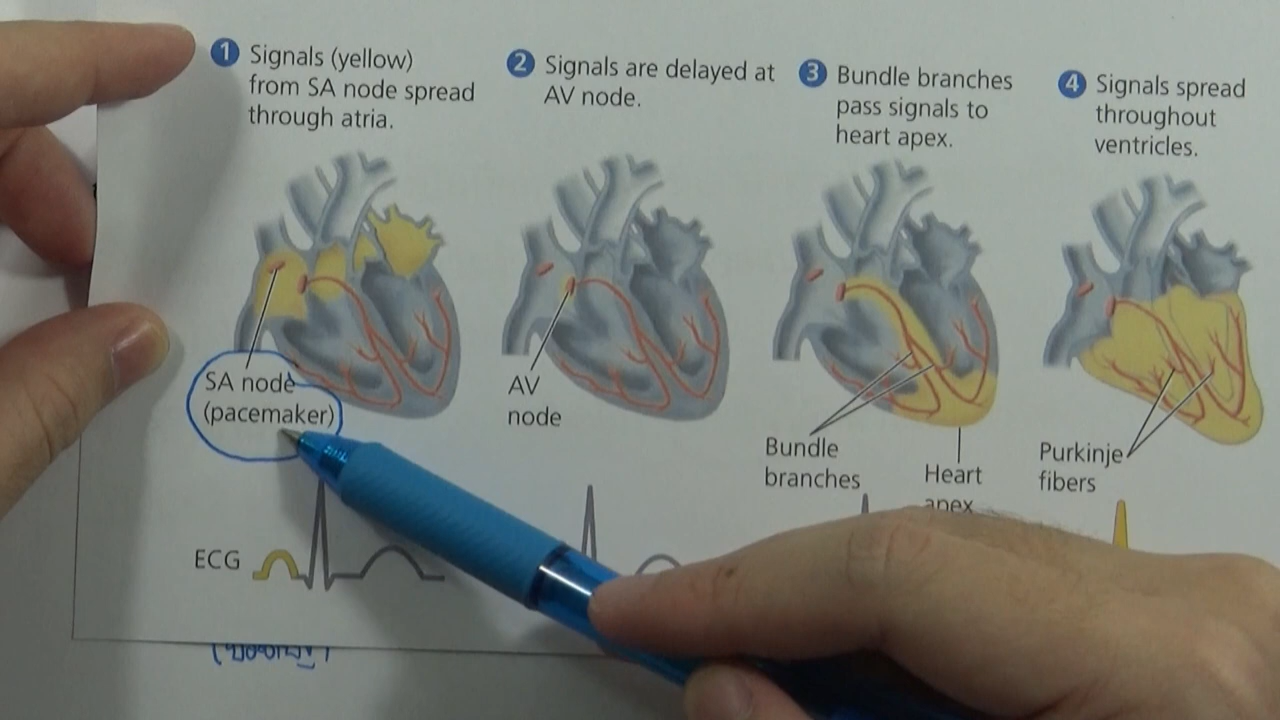 1 Signals (yellow)
from SA node spread
through atria.
2 Signals are delayed at
AV node.
3 Bundle branches
pass signals to
heart apex.
4 Signals spread
throughout
ventricles.
SA node
(pacemaker)
AV
node
Bundle
branches
Heart
apex
Purkinje
fibers
ECG